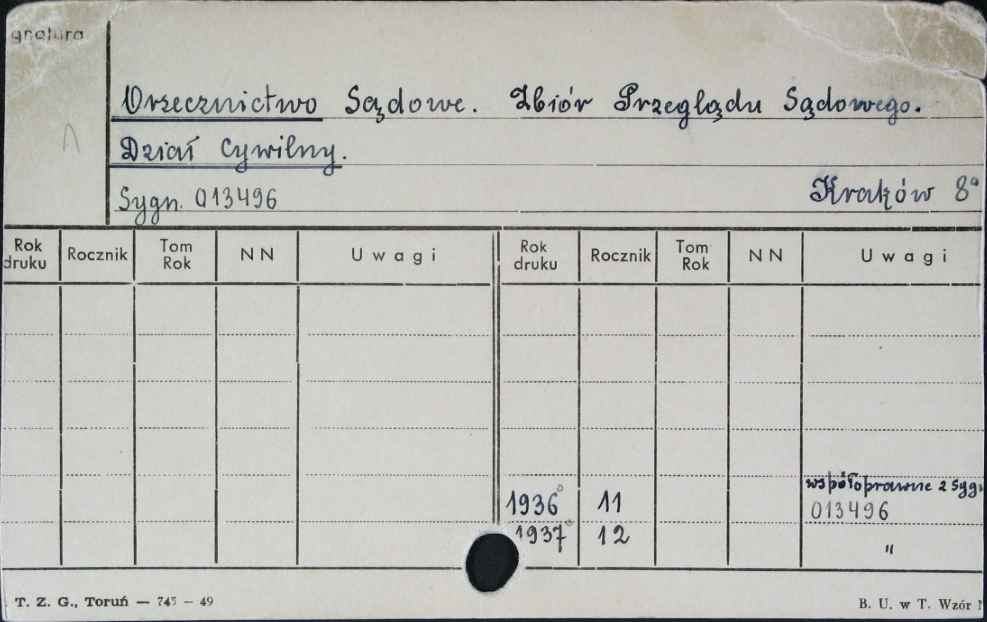 gnatura
Orzecznictwo Sądowe. Zbiór Przeglądu Sądowego.
Dział Cywilny.
Sygn. 013496 Kraków 8°
Rok druku Rocznik Tom Rok NN Uwagi Rok druku Rocznik Tom Rok NN Uwagi
współoprawne z Sygn
1936° 11 013496
1937° 12 "
T. Z. G., Toruń — 745 — 49 B. U. w T. Wzór